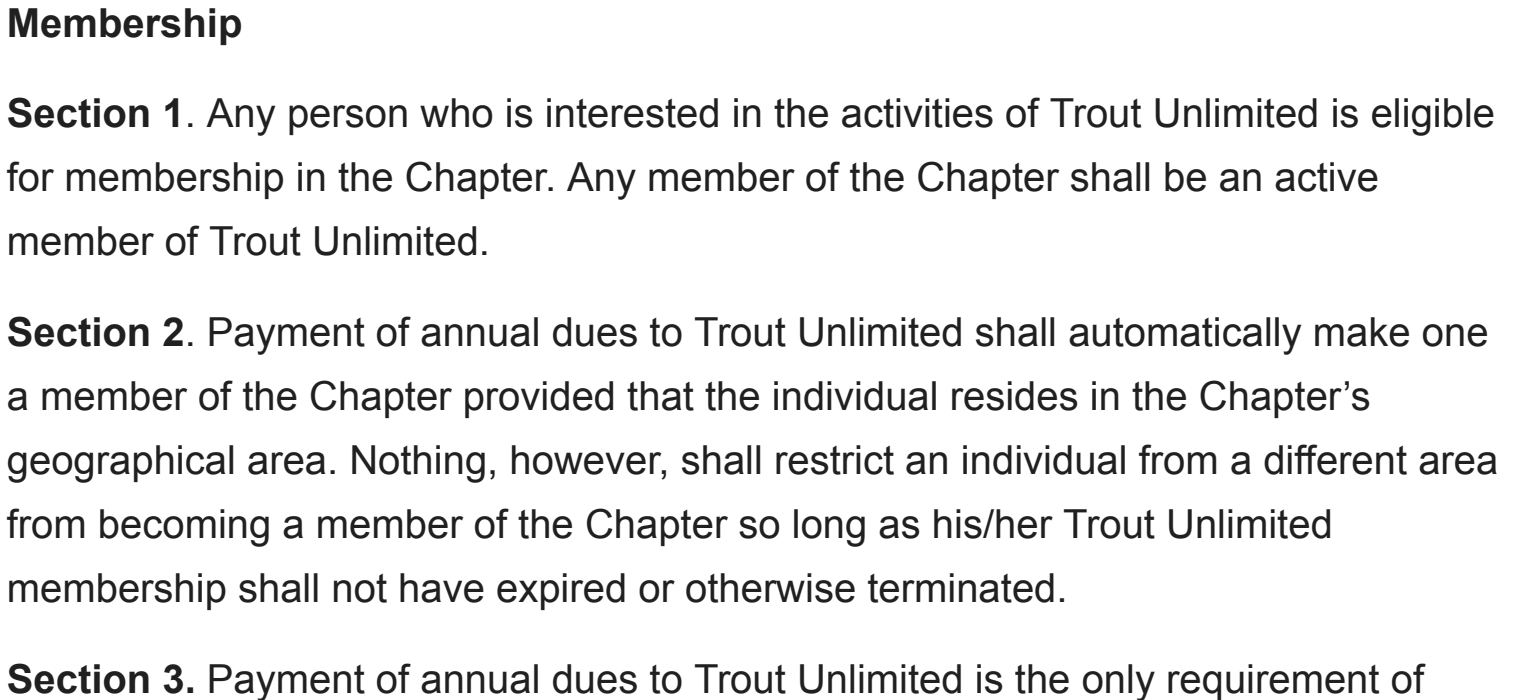 Membership
Section 1. Any person who is interested in the activities of Trout Unlimited is eligible
for membership in the Chapter. Any member of the Chapter shall be an active
member of Trout Unlimited.
Section 2. Payment of annual dues to Trout Unlimited shall automatically make one
a member of the Chapter provided that the individual resides in the Chapter’s
geographical area. Nothing, however, shall restrict an individual from a different area
from becoming a member of the Chapter so long as his/her Trout Unlimited
membership shall not have expired or otherwise terminated.
Section 3. Payment of annual dues to Trout Unlimited is the only requirement of